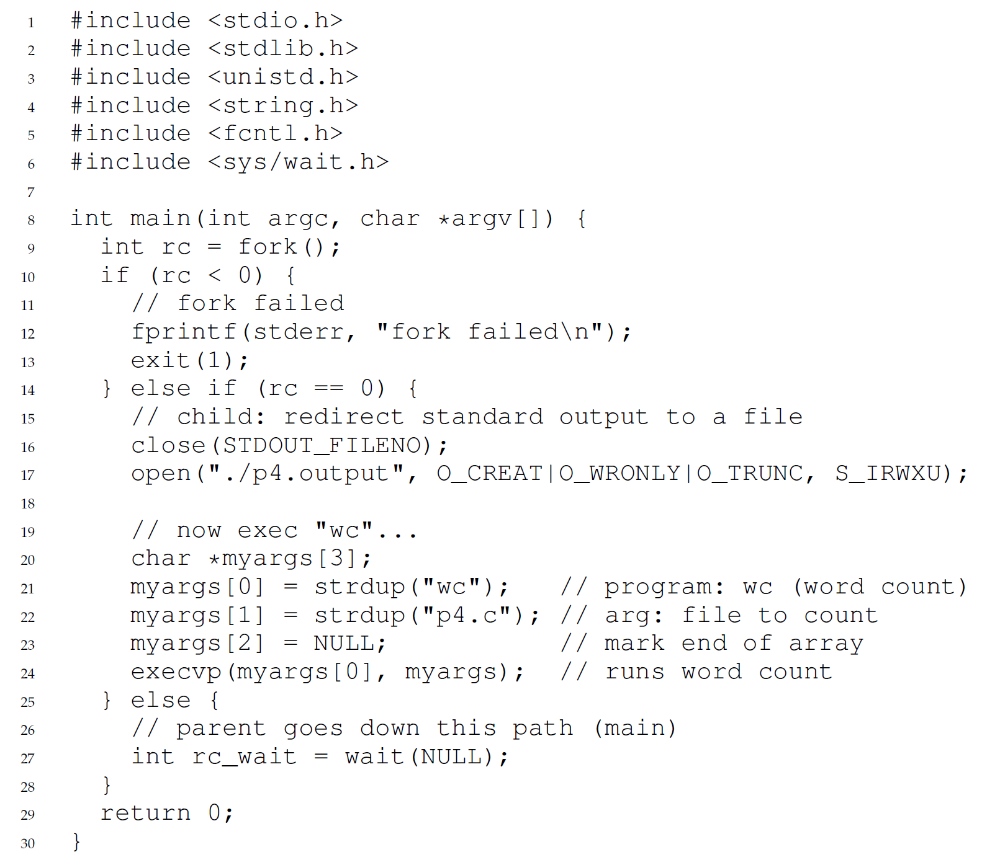 1 #include <stdio.h>
2 #include <stdlib.h>
3 #include <unistd.h>
4 #include <string.h>
5 #include <fcntl.h>
6 #include <sys/wait.h>
7
8 int main(int argc, char *argv[]) {
9   int rc = fork();
10   if (rc < 0) {
11     // fork failed
12     fprintf(stderr, "fork failed\n");
13     exit(1);
14   } else if (rc == 0) {
15     // child: redirect standard output to a file
16     close(STDOUT_FILENO);
17     open("./p4.output", O_CREAT|O_WRONLY|O_TRUNC, S_IRWXU);
18
19     // now exec "wc"...
20     char *myargs[3];
21     myargs[0] = strdup("wc");   // program: wc (word count)
22     myargs[1] = strdup("p4.c"); // arg: file to count
23     myargs[2] = NULL;           // mark end of array
24     execvp(myargs[0], myargs);  // runs word count
25   } else {
26     // parent goes down this path (main)
27     int rc_wait = wait(NULL);
28   }
29   return 0;
30 }